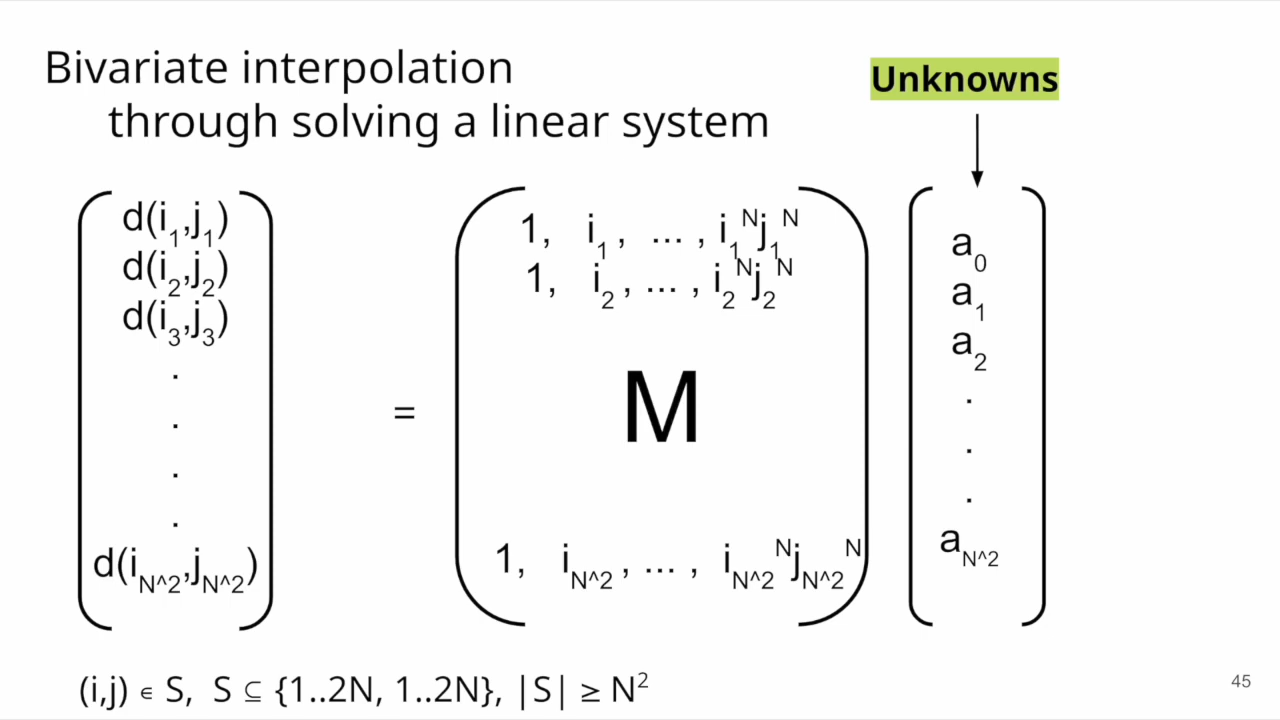 Bivariate interpolation
through solving a linear system
Unknowns
d(i₁,j₁)
d(i₂,j₂)
d(i₃,j₃)
.
.
.
.
d(i_N^2,j_N^2)
=
1, i₁, ... , i₁^N j₁^N
1, i₂, ... , i₂^N j₂^N
M
1, i_N^2, ... , i_N^2^N j_N^2^N
a₀
a₁
a₂
.
.
.
a_N^2
(i,j) ∊ S, S ⊆ {1..2N, 1..2N}, |S| ≥ N²
45